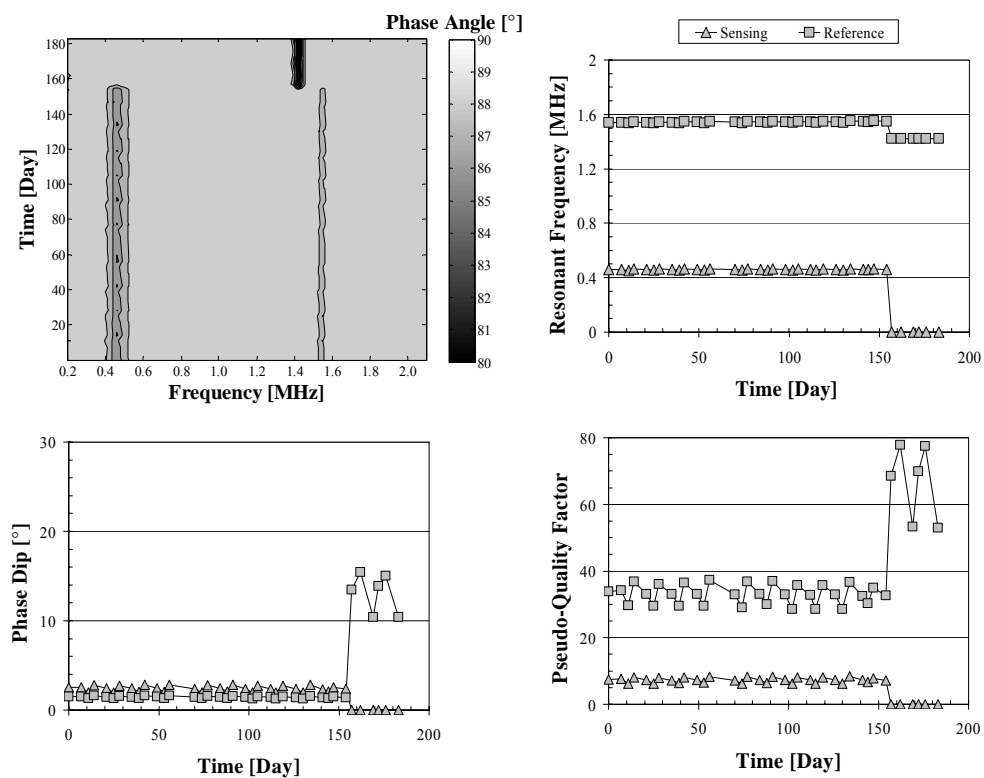 Phase Angle [°]
Time [Day]
180
160
140
120
100
80
60
40
20
0.2 0.4 0.6 0.8 1.0 1.2 1.4 1.6 1.8 2.0
Frequency [MHz]
90
89
88
87
86
85
84
83
82
81
80
Sensing Reference
Resonant Frequency [MHz]
2
1.6
1.2
0.8
0.4
0
0 50 100 150 200
Time [Day]
Phase Dip [°]
30
20
10
0
0 50 100 150 200
Time [Day]
Pseudo-Quality Factor
80
60
40
20
0
0 50 100 150 200
Time [Day]